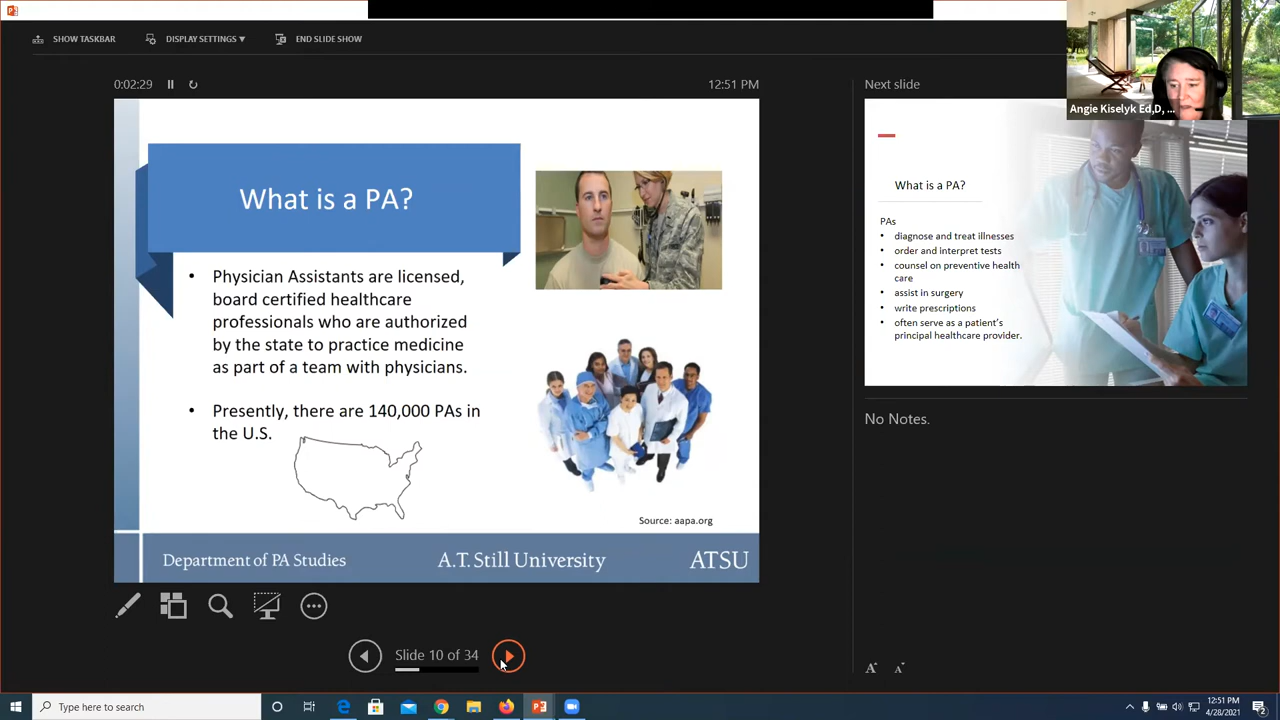 SHOW TASKBAR
DISPLAY SETTINGS ▼
END SLIDE SHOW
0:02:29
12:51 PM
What is a PA?
• Physician Assistants are licensed,
board certified healthcare
professionals who are authorized
by the state to practice medicine
as part of a team with physicians.
• Presently, there are 140,000 PAs in
the U.S.
Source: aapa.org
Department of PA Studies
A.T. Still University
ATSU
Slide 10 of 34
Next slide
Angie Kiselyk Ed,D, ...
What is a PA?
PAs
• diagnose and treat illnesses
• order and interpret tests
• counsel on preventive health
care
• assist in surgery
• write prescriptions
• often serve as a patient's
principal healthcare provider.
No Notes.
A A
Type here to search
12:51 PM
4/28/2021
2